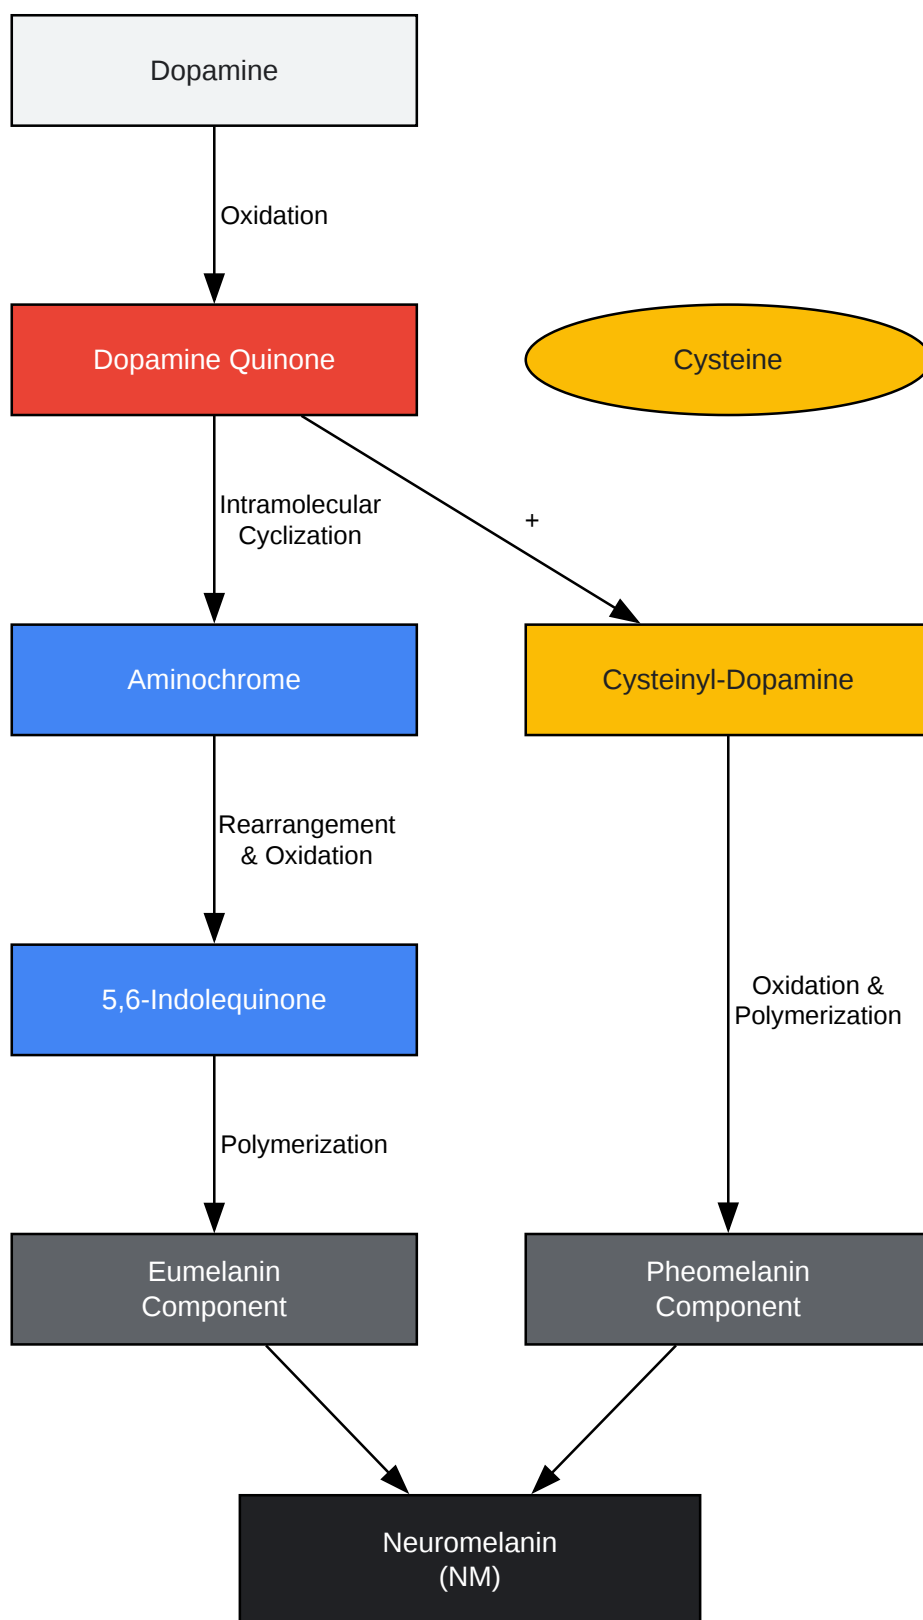 Dopamine
Oxidation
Dopamine Quinone
Cysteine
Intramolecular
Cyclization
+
Aminochrome
Cysteinyl-Dopamine
Rearrangement
& Oxidation
5,6-Indolequinone
Oxidation &
Polymerization
Polymerization
Eumelanin
Component
Pheomelanin
Component
Neuromelanin
(NM)